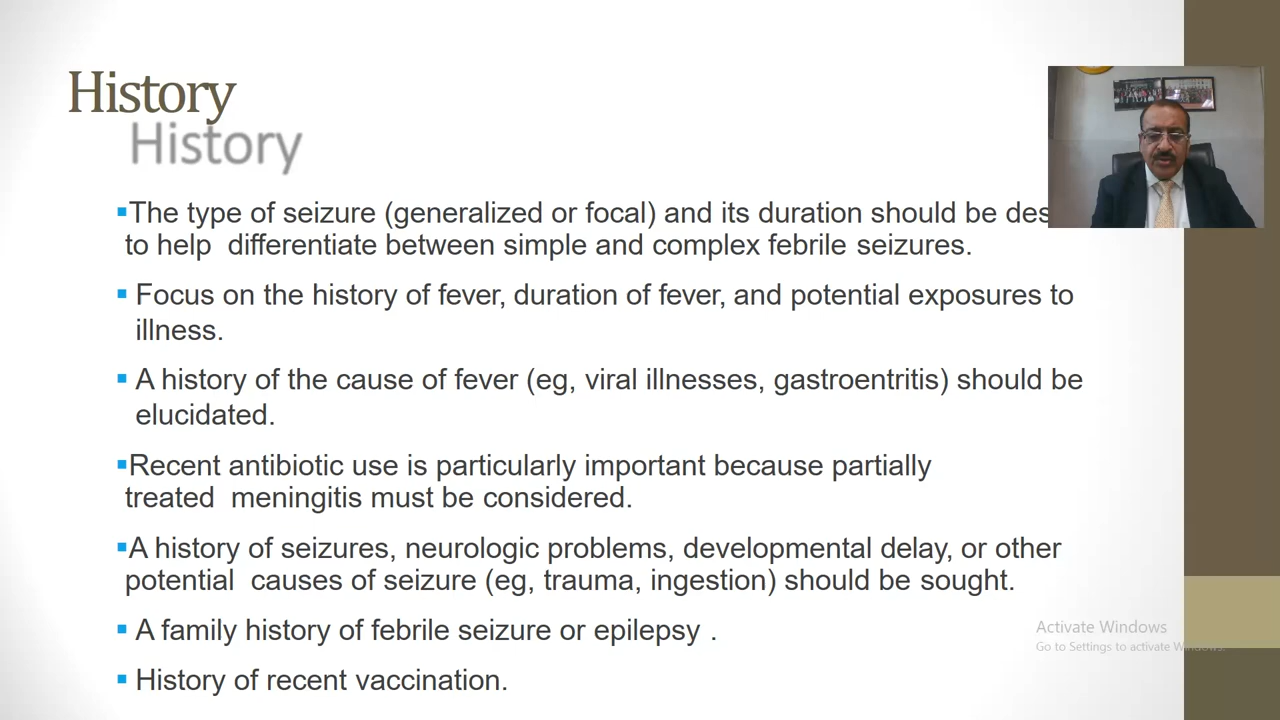 History
History
▪The type of seizure (generalized or focal) and its duration should be
to help differentiate between simple and complex febrile seizures.
▪ Focus on the history of fever, duration of fever, and potential exposures to
illness.
▪ A history of the cause of fever (eg, viral illnesses, gastroentritis) should be
elucidated.
▪Recent antibiotic use is particularly important because partially
treated meningitis must be considered.
▪A history of seizures, neurologic problems, developmental delay, or other
potential causes of seizure (eg, trauma, ingestion) should be sought.
▪ A family history of febrile seizure or epilepsy .
▪ History of recent vaccination.
Activate Windows
Go to Settings to activate Windows.